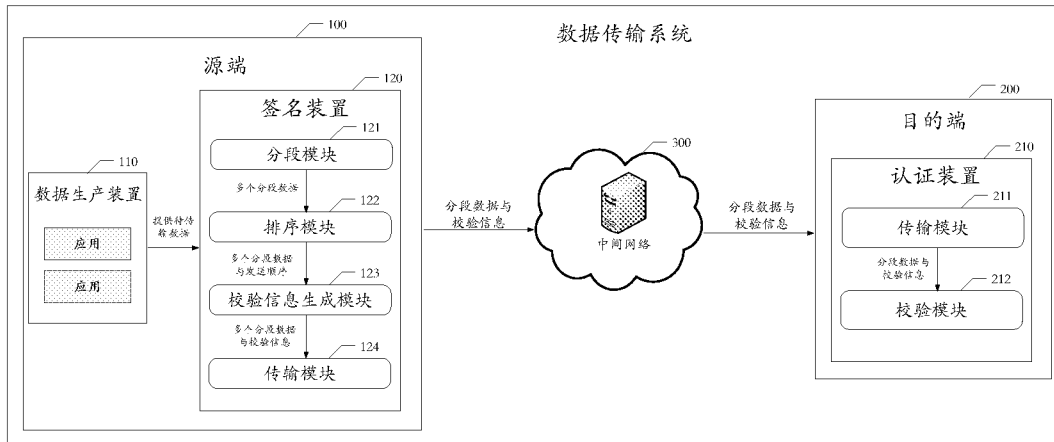 数据传输系统
100
源端
120
签名装置
121
分段模块
多个分段数据
122
排序模块
多个分段数据
与发送顺序
123
校验信息生成模块
多个分段数据
与校验信息
124
传输模块
110
数据生产装置
应用
应用
提供待传
输数据
分段数据与
校验信息
300
中间网络
分段数据与
校验信息
200
目的端
210
认证装置
211
传输模块
分段数据与
校验信息
212
校验模块